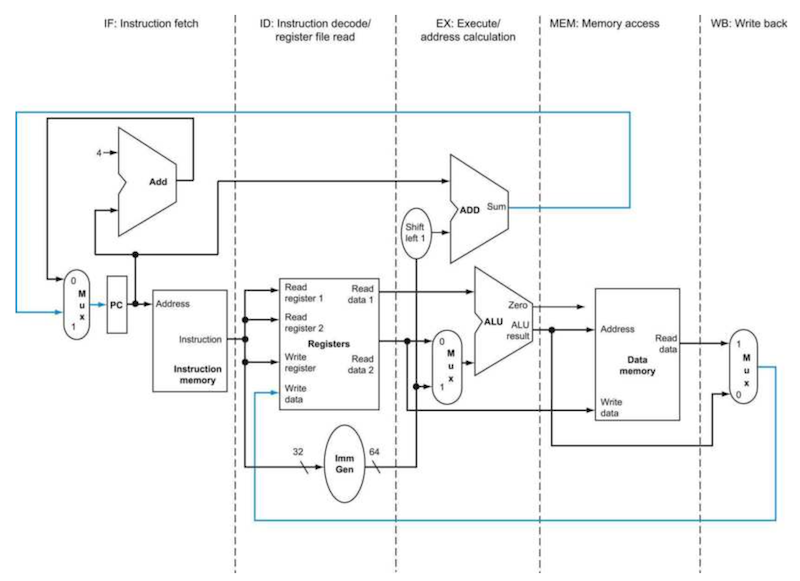 IF: Instruction fetch
ID: Instruction decode/
register file read
EX: Execute/
address calculation
MEM: Memory access
WB: Write back
4
Add
ADD
Sum
Shift
left 1
0
M
u
x
1
PC
Address
Instruction
Instruction
memory
Read
register 1
Read
register 2
Write
register
Write
data
Registers
Read
data 1
Read
data 2
0
M
u
x
1
Zero
ALU
ALU
result
Address
Read
data
Data
memory
Write
data
1
M
u
x
0
32
Imm
Gen
64